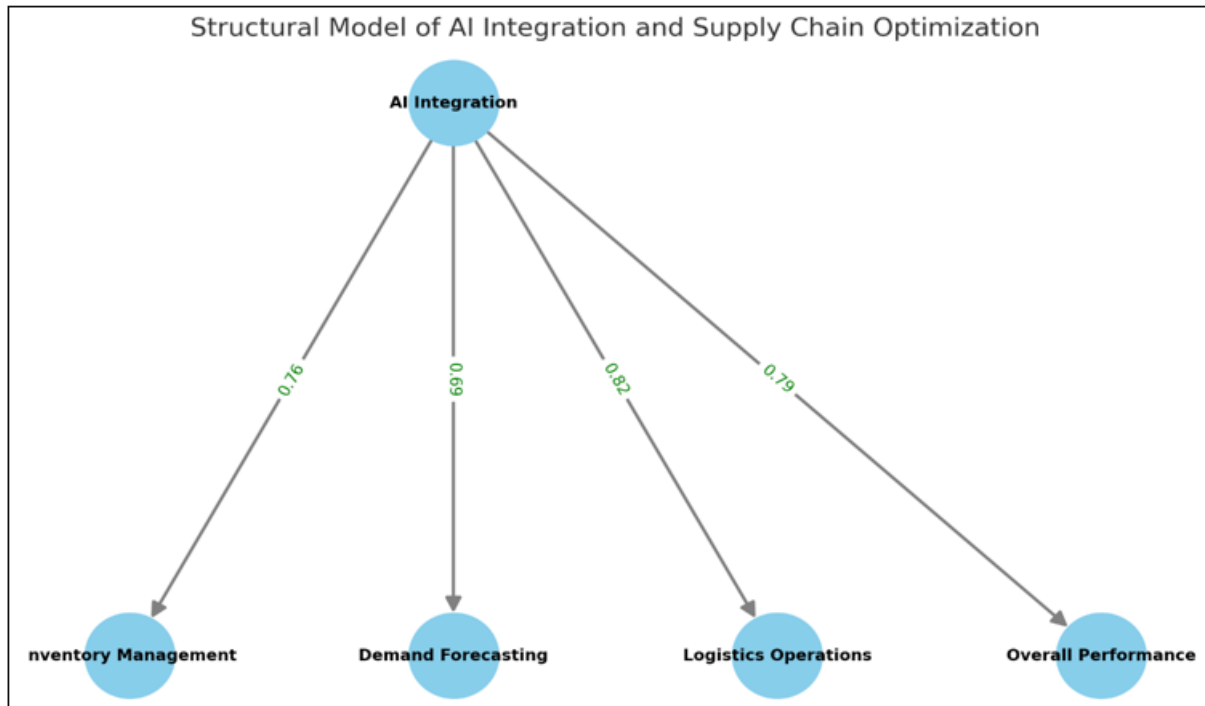 Structural Model of AI Integration and Supply Chain Optimization
AI Integration
0.76
0.69
0.82
0.79
nventory Management
Demand Forecasting
Logistics Operations
Overall Performance